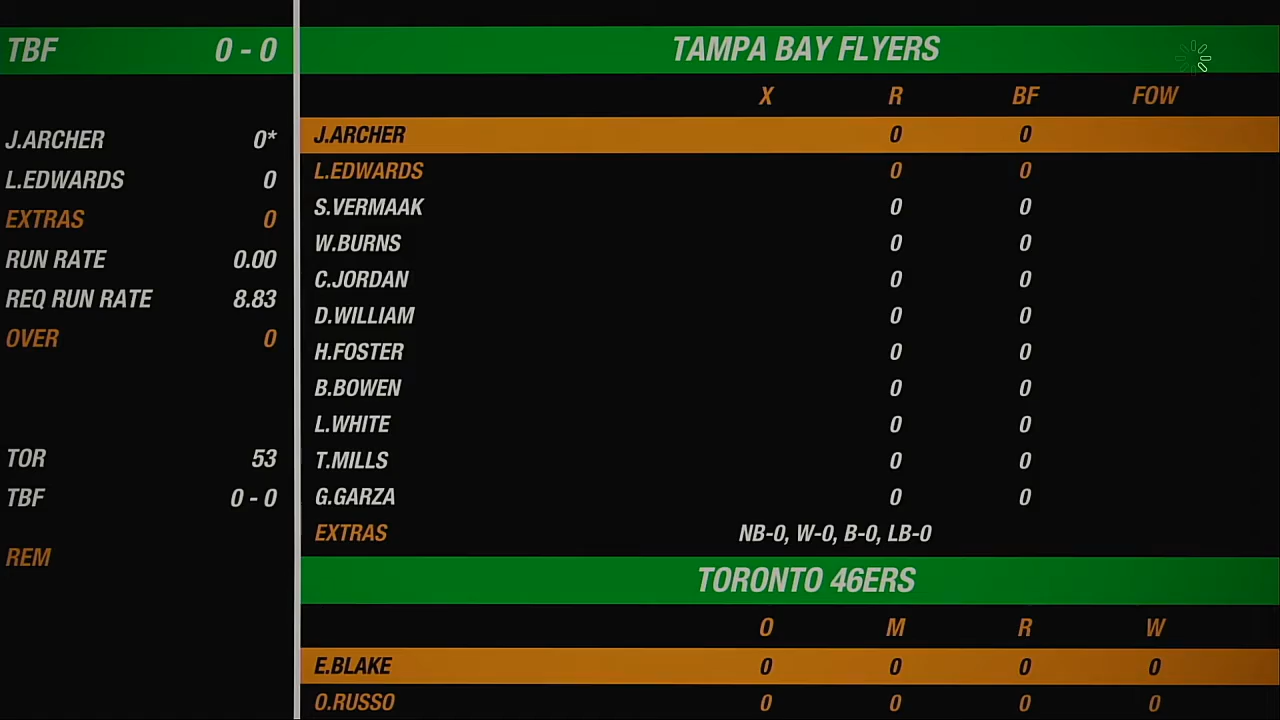 TBF 0 - 0
J.ARCHER 0*
L.EDWARDS 0
EXTRAS 0
RUN RATE 0.00
REQ RUN RATE 8.83
OVER 0
TOR 53
TBF 0 - 0
REM
TAMPA BAY FLYERS
X R BF FOW
J.ARCHER 0 0
L.EDWARDS 0 0
S.VERMAAK 0 0
W.BURNS 0 0
C.JORDAN 0 0
D.WILLIAM 0 0
H.FOSTER 0 0
B.BOWEN 0 0
L.WHITE 0 0
T.MILLS 0 0
G.GARZA 0 0
EXTRAS NB-0, W-0, B-0, LB-0
TORONTO 46ERS
O M R W
E.BLAKE 0 0 0 0
O.RUSSO 0 0 0 0